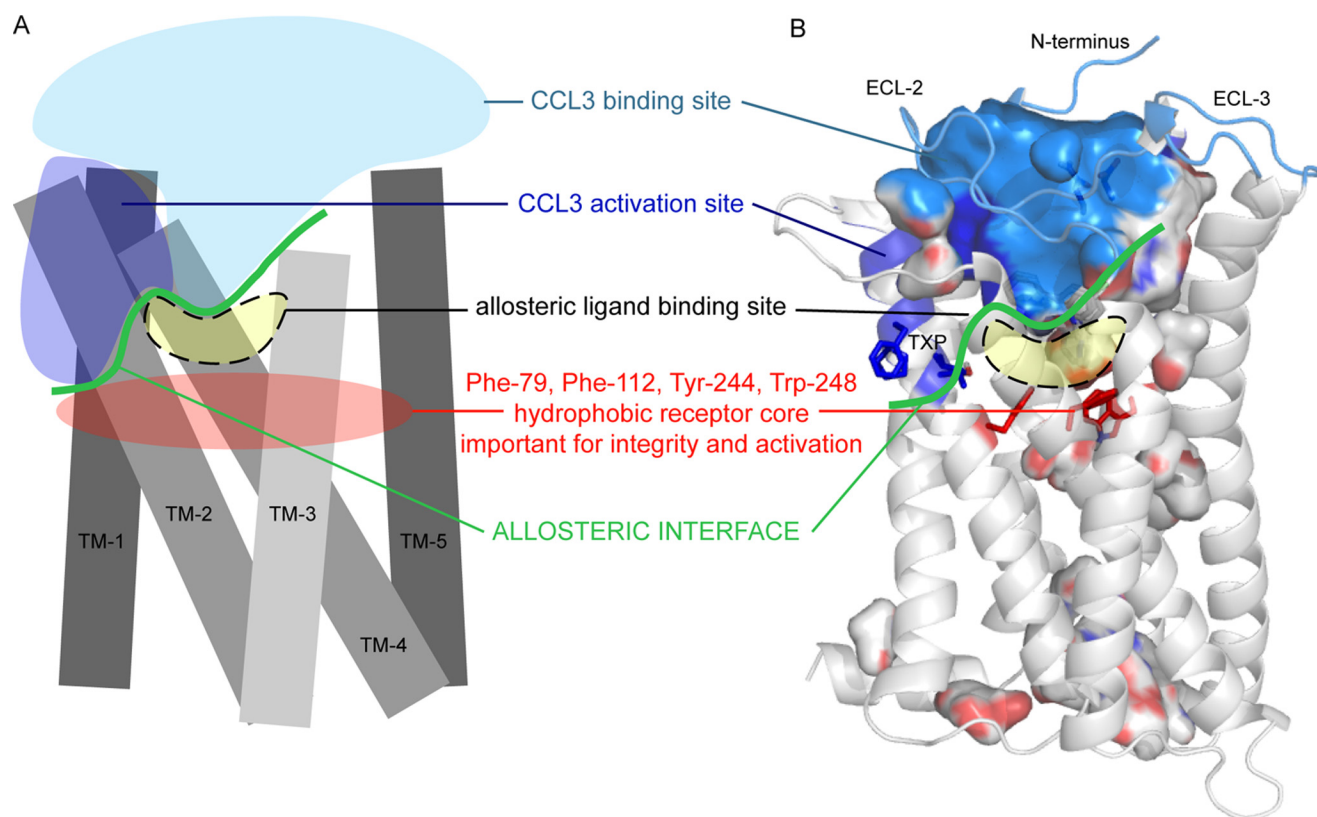 A
B
N-terminus
ECL-2
ECL-3
CCL3 binding site
CCL3 activation site
allosteric ligand binding site
TXP
Phe-79, Phe-112, Tyr-244, Trp-248
hydrophobic receptor core
important for integrity and activation
ALLOSTERIC INTERFACE
TM-1
TM-2
TM-3
TM-5
TM-4